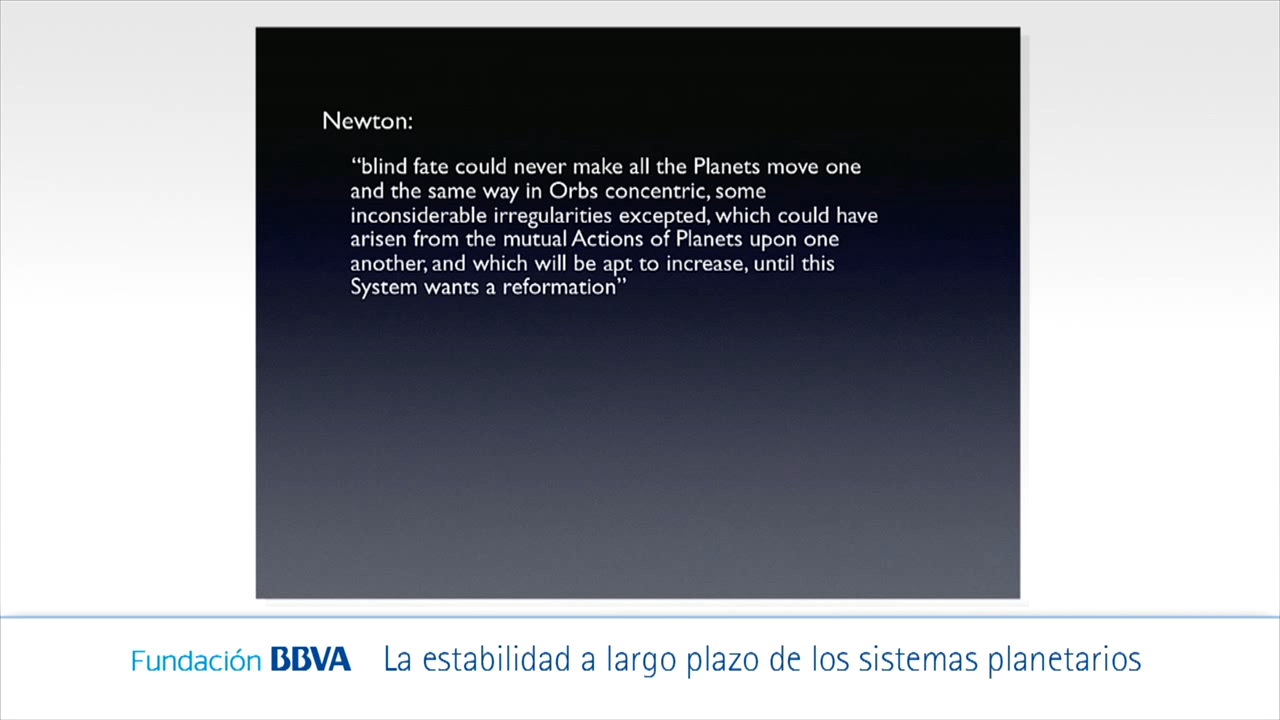 Newton:
“blind fate could never make all the Planets move one
and the same way in Orbs concentric, some
inconsiderable irregularities excepted, which could have
arisen from the mutual Actions of Planets upon one
another, and which will be apt to increase, until this
System wants a reformation”
Fundación BBVA La estabilidad a largo plazo de los sistemas planetarios